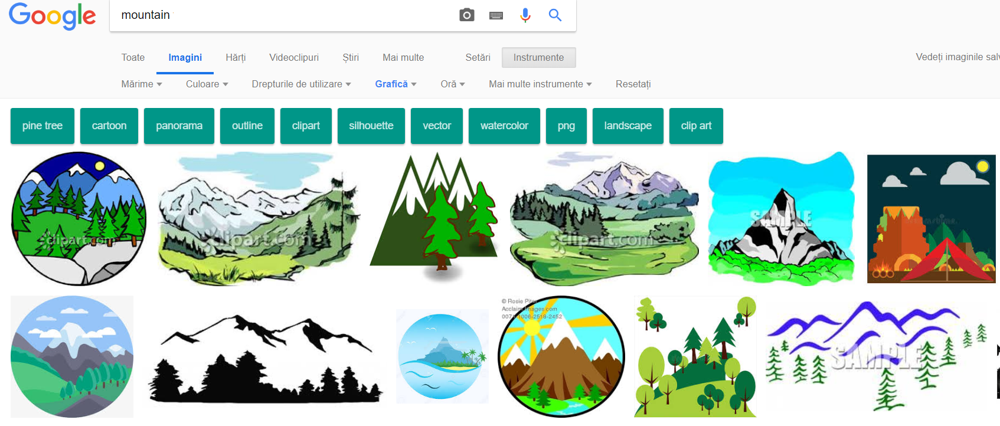 Google
mountain
Toate Imagini Hărți Videoclipuri Știri Mai multe Setări Instrumente
Vedeți imaginile salv
Mărime Culoare Drepturile de utilizare Grafică Oră Mai multe instrumente Resetați
pine tree cartoon panorama outline clipart silhouette vector watercolor png landscape clip art
SAMPLE
dreamstime.
clipart.com clipart.com clipart.com
© Rosie Piter
Acclaim Images.com
0071-1006-2518-2452
SAMPLE